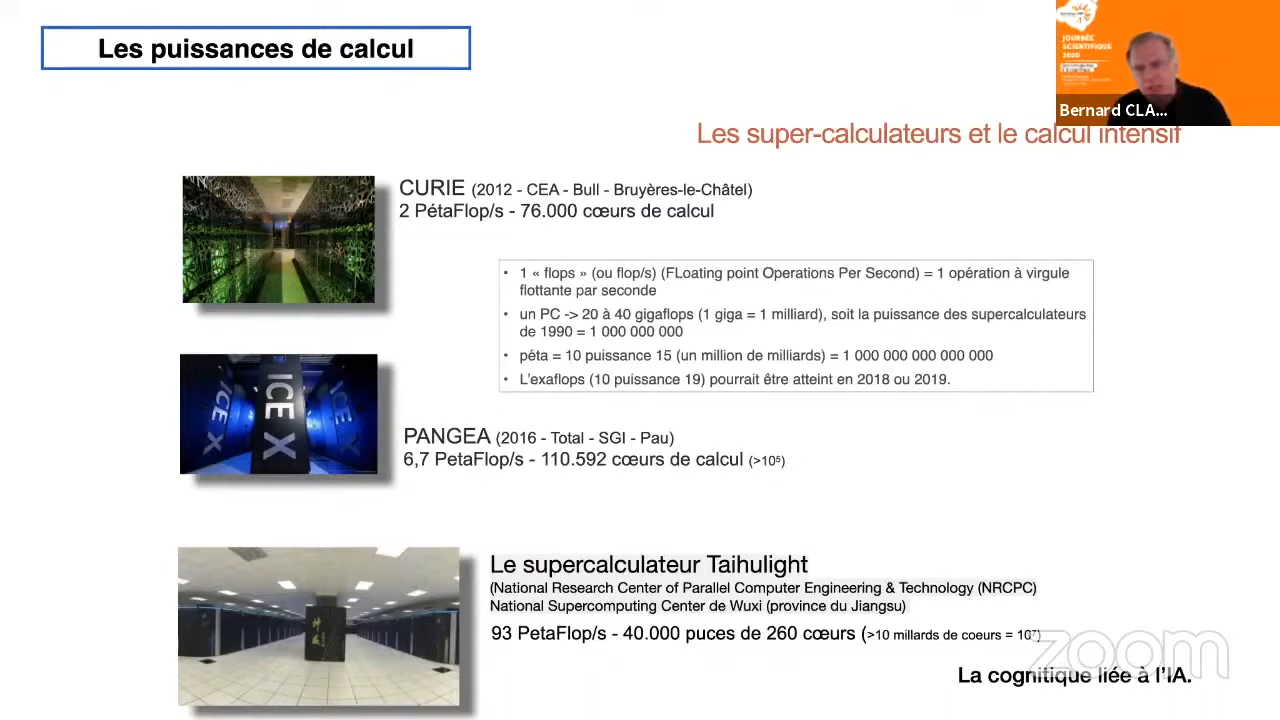 Les puissances de calcul
JOURNÉE
SCIENTIFIQUE
2020
Bernard CLA...
Les super-calculateurs et le calcul intensif
CURIE (2012 - CEA - Bull - Bruyères-le-Châtel)
2 PétaFlop/s - 76.000 cœurs de calcul
• 1 « flops » (ou flop/s) (FLoating point Operations Per Second) = 1 opération à virgule
flottante par seconde
• un PC -> 20 à 40 gigaflops (1 giga = 1 milliard), soit la puissance des supercalculateurs
de 1990 = 1 000 000 000
• péta = 10 puissance 15 (un million de milliards) = 1 000 000 000 000 000
• L'exaflops (10 puissance 19) pourrait être atteint en 2018 ou 2019.
ICE X
ICE X
ICE X
PANGEA (2016 - Total - SGI - Pau)
6,7 PetaFlop/s - 110.592 cœurs de calcul (>10⁵)
Le supercalculateur Taihulight
(National Research Center of Parallel Computer Engineering & Technology (NRCPC)
National Supercomputing Center de Wuxi (province du Jiangsu)
93 PetaFlop/s - 40.000 puces de 260 cœurs (>10 millards de coeurs = 10⁷)
zoom
La cognitique liée à l'IA.